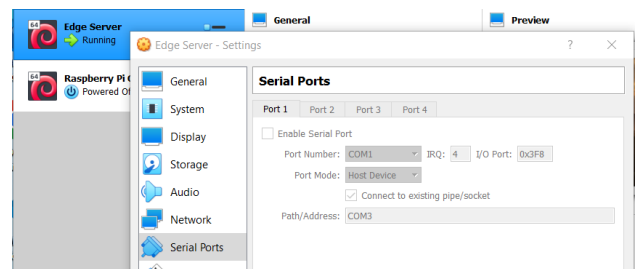 64
Edge Server
Running
General
Preview
Edge Server - Settings
?
64
Raspberry Pi
Powered
General
System
Display
Storage
Audio
Network
Serial Ports
Serial Ports
Port 1 Port 2 Port 3 Port 4
Enable Serial Port
Port Number: COM1 IRQ: 4 I/O Port: 0x3F8
Port Mode: Host Device
Connect to existing pipe/socket
Path/Address: COM3